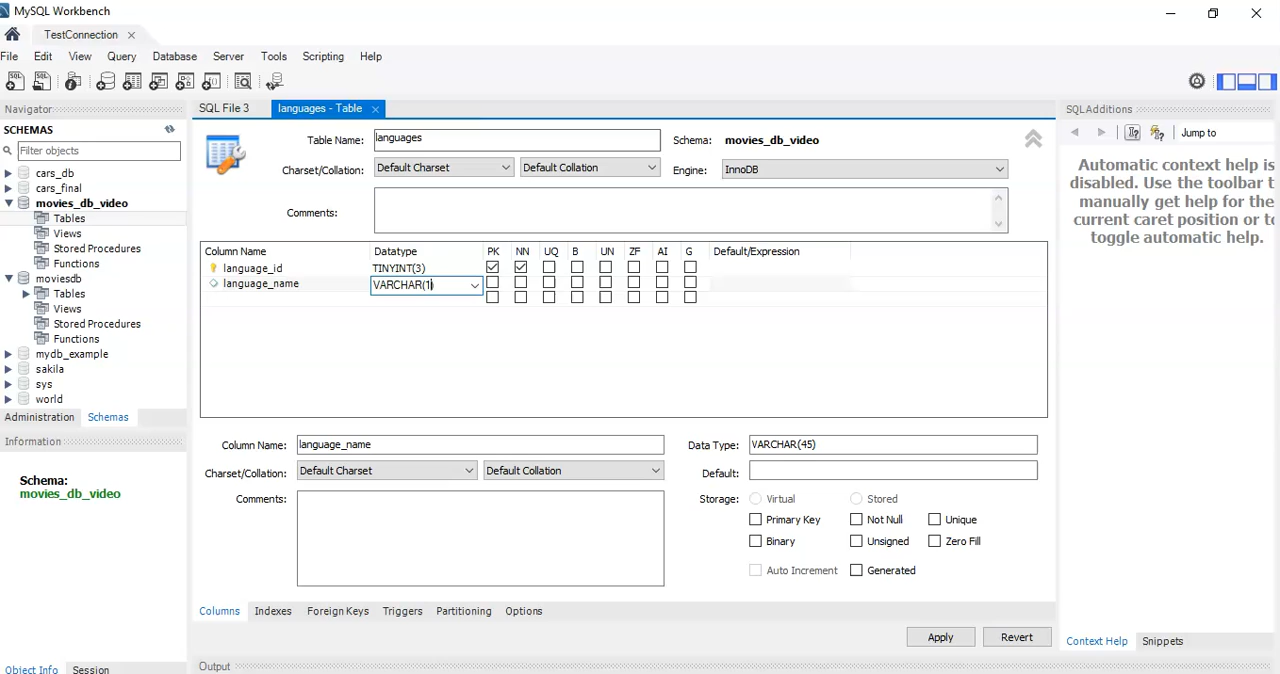 MySQL Workbench
TestConnection
File Edit View Query Database Server Tools Scripting Help
Navigator
SCHEMAS
Filter objects
cars_db
cars_final
movies_db_video
Tables
Views
Stored Procedures
Functions
moviesdb
Tables
Views
Stored Procedures
Functions
mydb_example
sakila
sys
world
Administration Schemas
Information
Schema:
movies_db_video
Object Info Session
SQL File 3 languages - Table
Table Name: languages Schema: movies_db_video
Charset/Collation: Default Charset Default Collation Engine: InnoDB
Comments:
Column Name Datatype PK NN UQ B UN ZF AI G Default/Expression
language_id TINYINT(3)
language_name VARCHAR(1)
Column Name: language_name Data Type: VARCHAR(45)
Charset/Collation: Default Charset Default Collation Default:
Comments: Storage: Virtual Stored
Primary Key Not Null Unique
Binary Unsigned Zero Fill
Auto Increment Generated
Columns Indexes Foreign Keys Triggers Partitioning Options
Apply Revert
Output
SQLAdditions
Jump to
Automatic context help is
disabled. Use the toolbar t
manually get help for the
current caret position or to
toggle automatic help.
Context Help Snippets